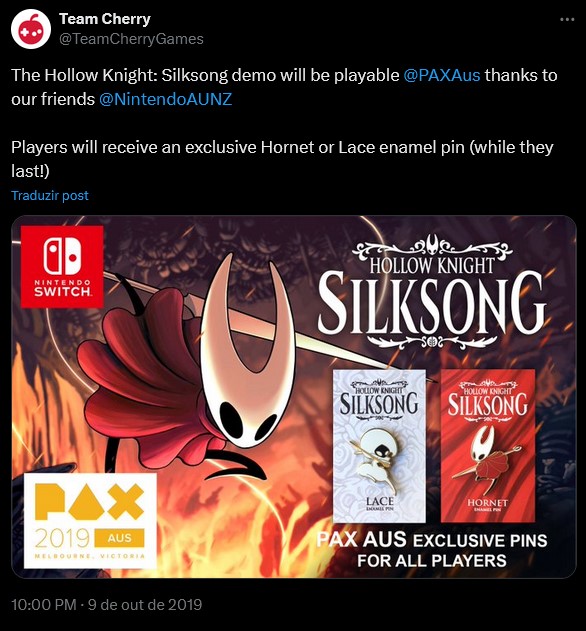 Team Cherry
@TeamCherryGames
The Hollow Knight: Silksong demo will be playable @PAXAus thanks to
our friends @NintendoAUNZ
Players will receive an exclusive Hornet or Lace enamel pin (while they
last!)
Traduzir post
NINTENDO
SWITCH
HOLLOW KNIGHT
SILKSONG
HOLLOW KNIGHT
SILKSONG
LACE
ENAMEL PIN
HOLLOW KNIGHT
SILKSONG
HORNET
ENAMEL PIN
PAX
2019 AUS
MELBOURNE, VICTORIA
PAX AUS EXCLUSIVE PINS
FOR ALL PLAYERS
10:00 PM · 9 de out de 2019